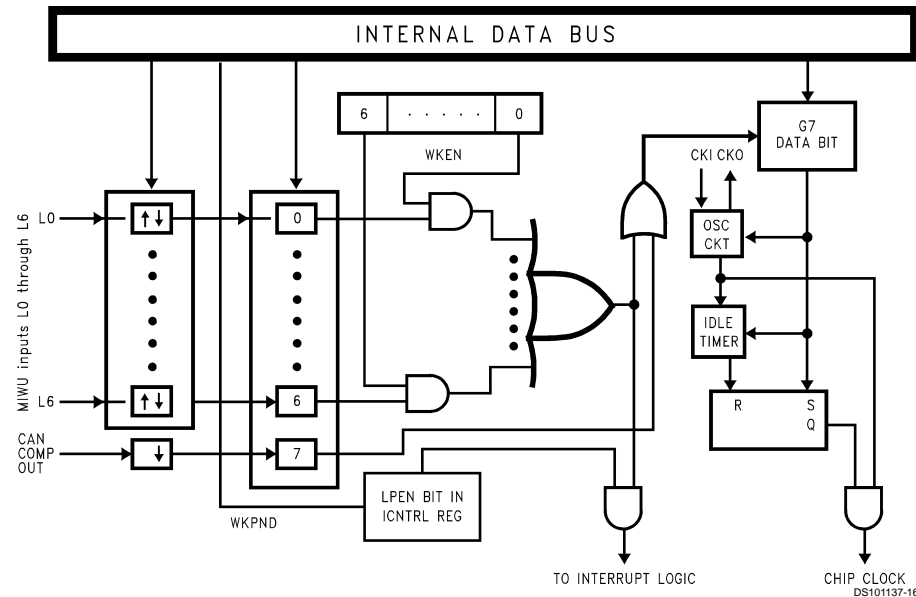 INTERNAL DATA BUS
6 . . . . . 0
WKEN
G7
DATA BIT
CKI CKO
OSC
CKT
IDLE
TIMER
R S
Q
MIWU inputs L0 through L6
L0
0
L6
6
CAN
COMP
OUT
7
LPEN BIT IN
ICNTRL REG
WKPND
TO INTERRUPT LOGIC
CHIP CLOCK
DS101137-16